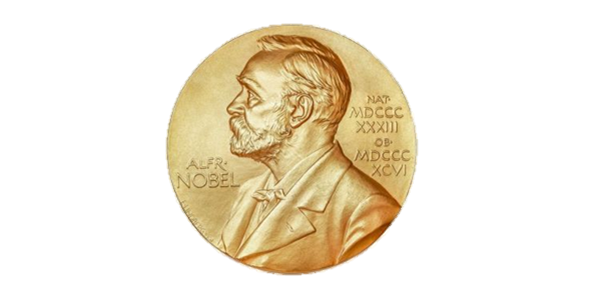 ALFR·
NOBEL
NAT·
MDCCC
XXXIII
OB·
MDCCC
XCVI